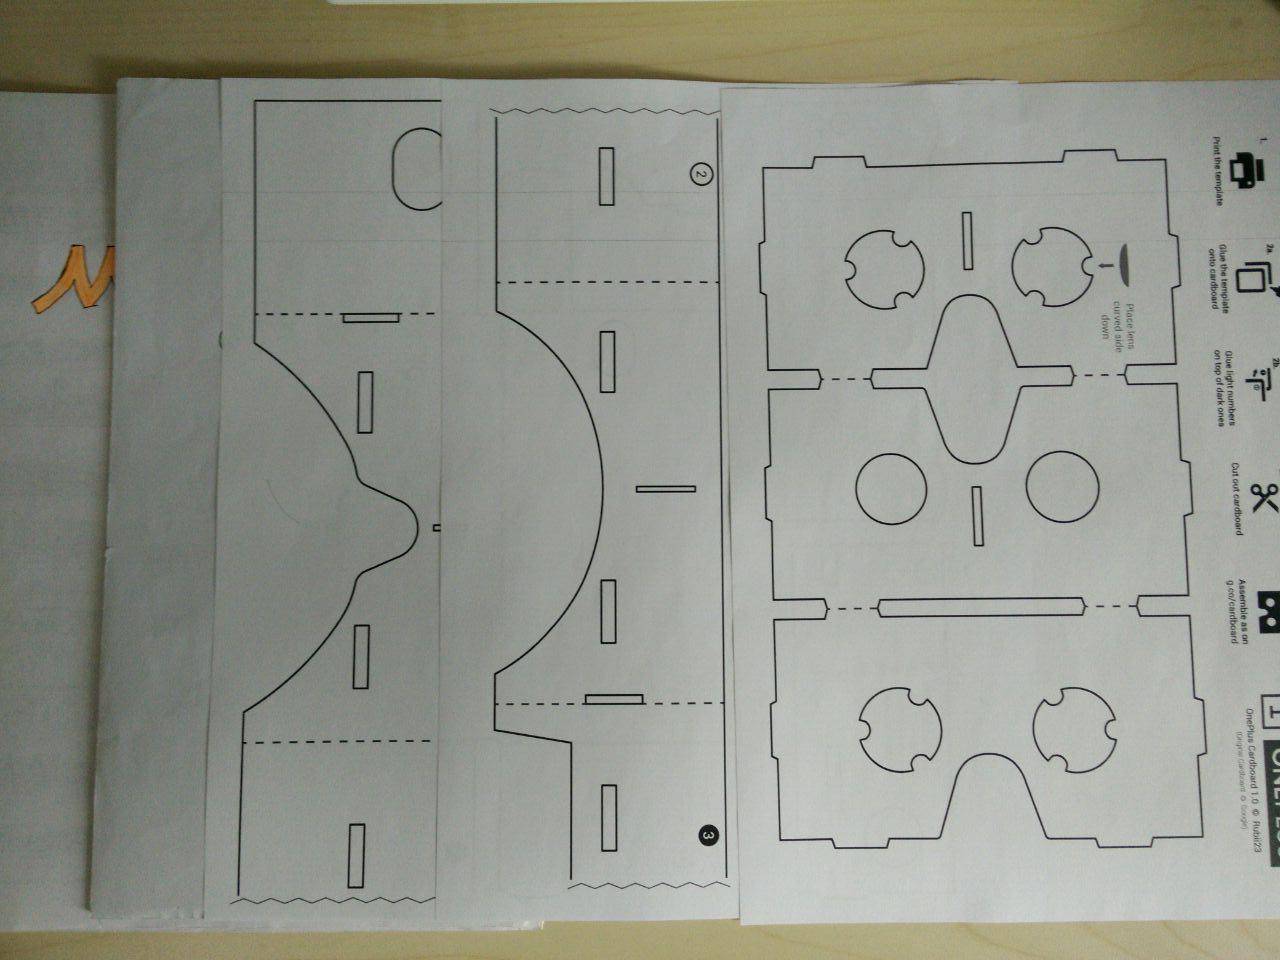 1.
Print the template
2a.
Glue the template
onto cardboard
2b.
Glue light numbers
on top of dark ones
Cut out cardboard
Assemble as on
g.co/cardboard
1
OnePlus Cardboard 1.0 © Rubii23
(Original Cardboard © Google)
Place lens
curved side
down
2
3